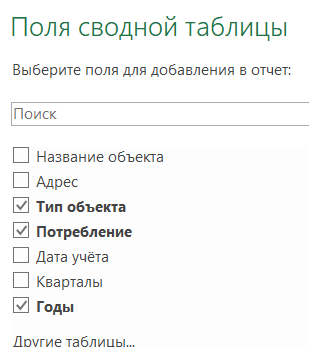 Поля сводной таблицы
Выберите поля для добавления в отчет:
Поиск
Название объекта
Адрес
Тип объекта
Потребление
Дата учёта
Кварталы
Годы
Другие таблицы...